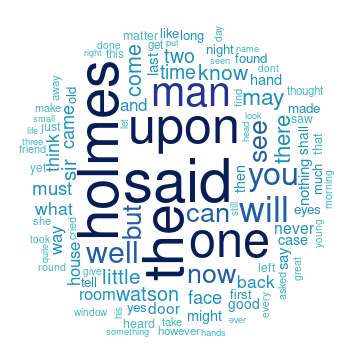 done this
matter
like long
get put
day
right
last
two
night
name
seen
found
away
old
come
time
know
dont
hand
find
thought
make
small
just
came
and
man
may
look
made
life
three
think
sir
holmes
upon
see
there
head
saw
friend
let
nothing
shall
that
yet
must
said
you
then
much
morning
she
what
but
the
can
will
still
eyes
took
way
cried
one
never
young
quite
house
well
now
say
case
round
give
little
back
left
asked
great
tell
room
watson
face
first
every
window
his
yes
door
good
might
heard
take
something
however
hands
ever